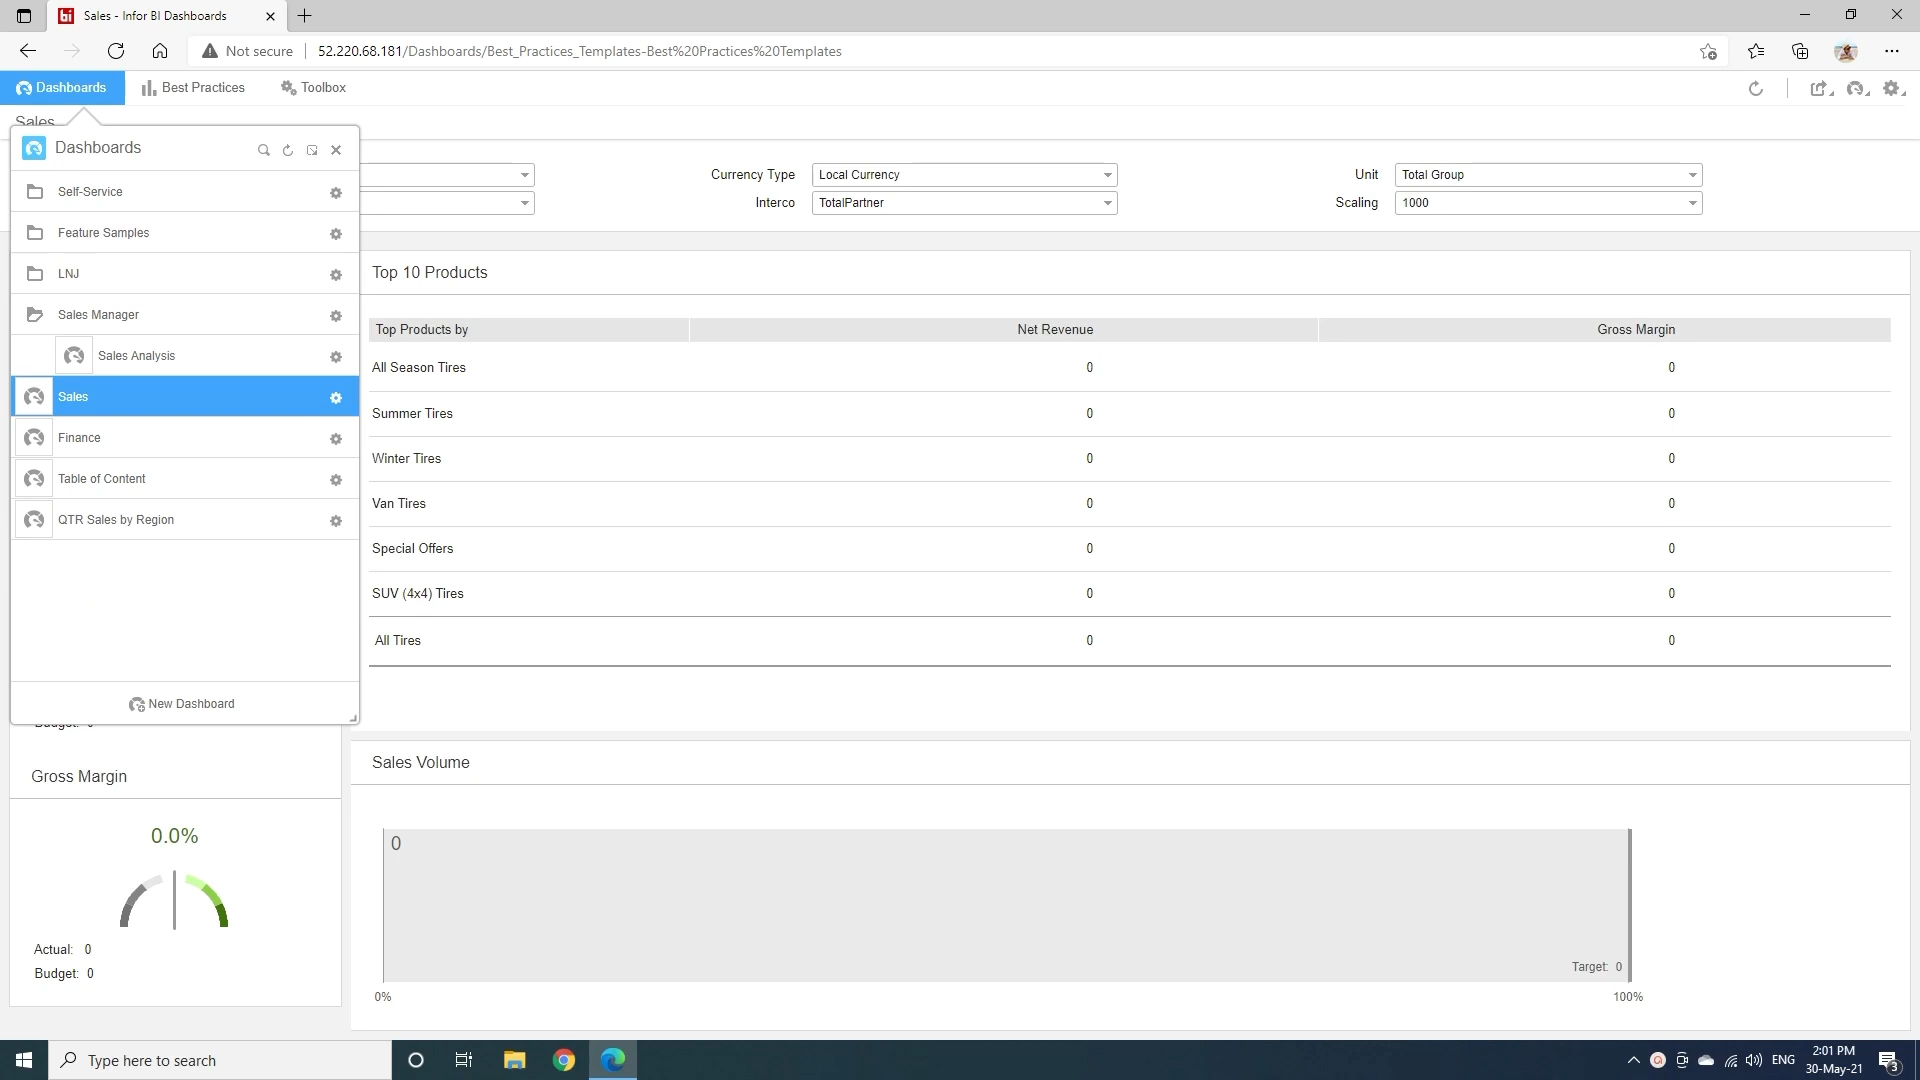 Sales - Infor BI Dashboards
Not secure
52.220.68.181/Dashboards/Best_Practices_Templates-Best%20Practices%20Templates
Dashboards
Best Practices
Toolbox
Sales
Dashboards
Self-Service
Feature Samples
LNJ
Sales Manager
Sales Analysis
Sales
Finance
Table of Content
QTR Sales by Region
New Dashboard
Currency Type Local Currency
Unit Total Group
Interco TotalPartner
Scaling 1000
Top 10 Products
Top Products by Net Revenue Gross Margin
All Season Tires 0 0
Summer Tires 0 0
Winter Tires 0 0
Van Tires 0 0
Special Offers 0 0
SUV (4x4) Tires 0 0
All Tires 0 0
Budget: 0
Gross Margin
0.0%
Actual: 0
Budget: 0
Sales Volume
0
Target: 0
0% 100%
Type here to search
ENG
2:01 PM
30-May-21
3